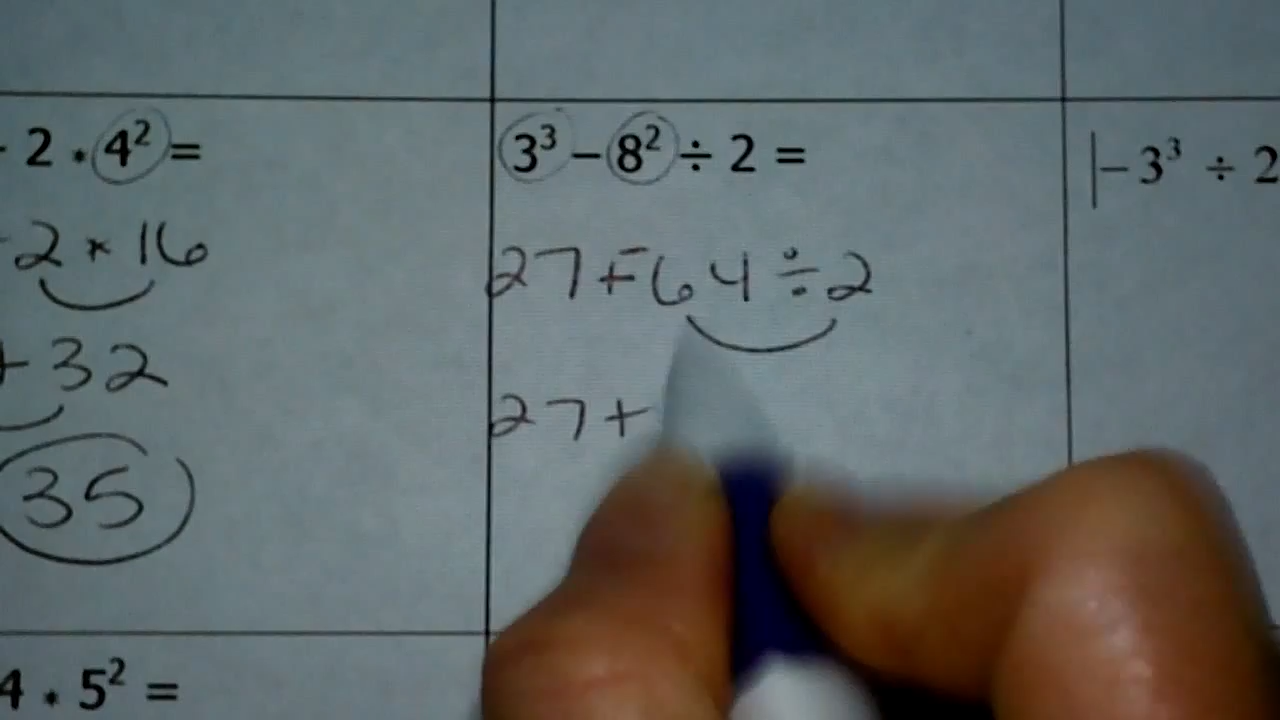 2 · 4² =
2 × 16
+ 32
35
4 · 5² =
3³ − 8² ÷ 2 =
27 + ⁻64 ÷ 2
27 +
|−3³ ÷ 2